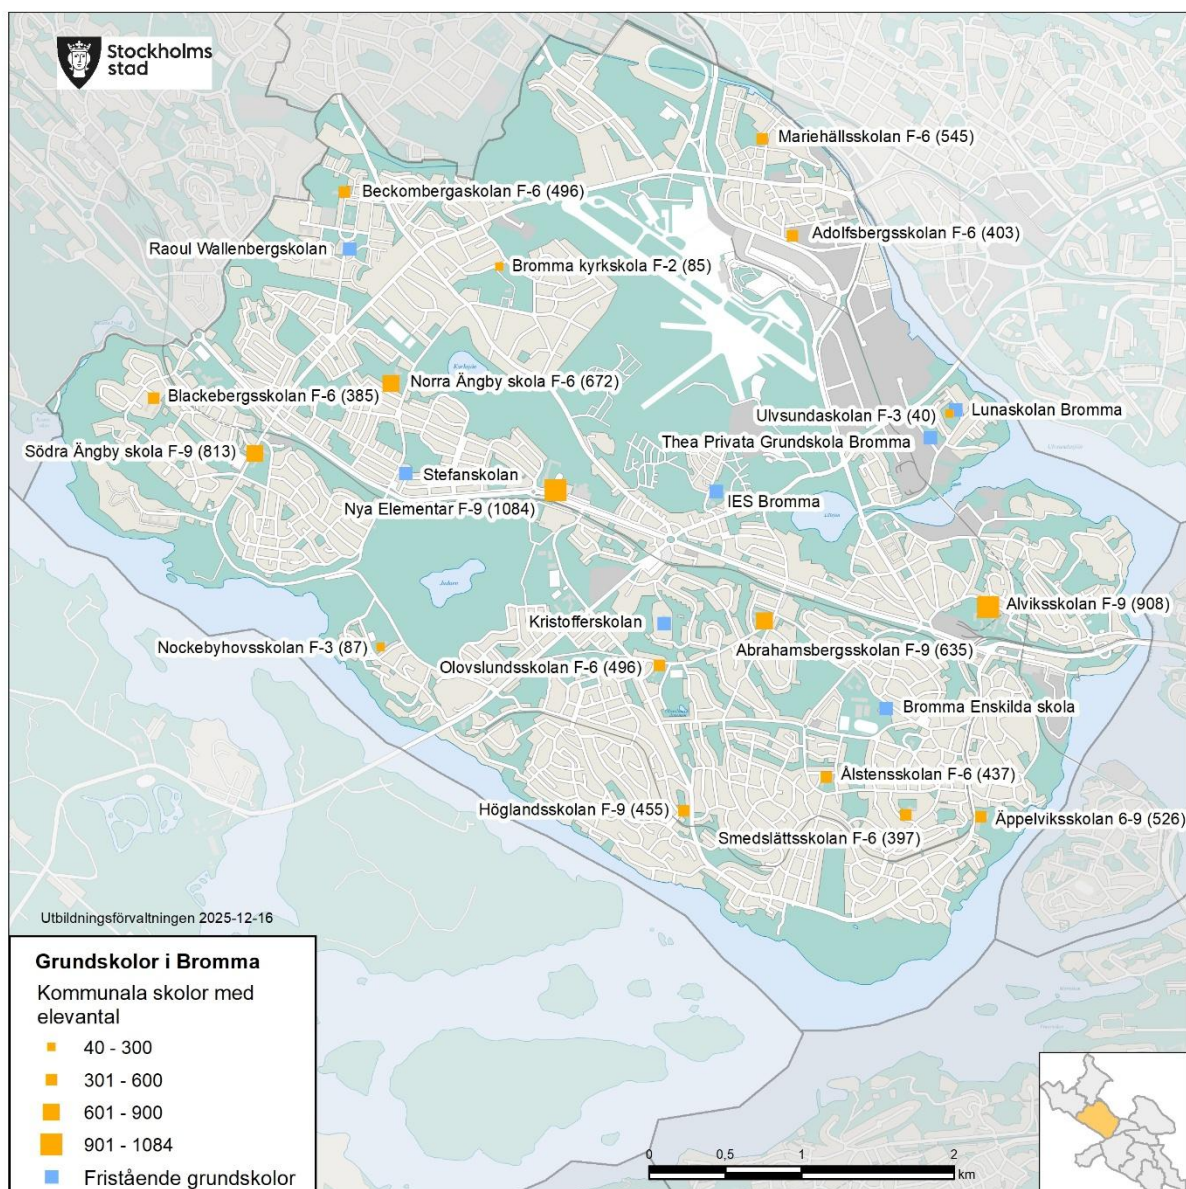 Stockholms
stad
Mariehällsskolan F-6 (545)
Beckombergaskolan F-6 (496)
Adolfsbergsskolan F-6 (403)
Raoul Wallenbergskolan
Bromma kyrkskola F-2 (85)
Norra Ängby skola F-6 (672)
Blackebergsskolan F-6 (385)
Ulvsundaskolan F-3 (40)
Lunaskolan Bromma
Thea Privata Grundskola Bromma
Södra Ängby skola F-9 (813)
Stefanskolan
IES Bromma
Nya Elementar F-9 (1084)
Alviksskolan F-9 (908)
Kristofferskolan
Nockebyhovsskolan F-3 (87)
Abrahamsbergsskolan F-9 (635)
Olovslundsskolan F-6 (496)
Bromma Enskilda skola
Ålstensskolan F-6 (437)
Höglandsskolan F-9 (455)
Äppelviksskolan 6-9 (526)
Smedslättsskolan F-6 (397)
Utbildningsförvaltningen 2025-12-16
Grundskolor i Bromma
Kommunala skolor med
elevantal
40 - 300
301 - 600
601 - 900
901 - 1084
Fristående grundskolor
0 0,5 1 2
km